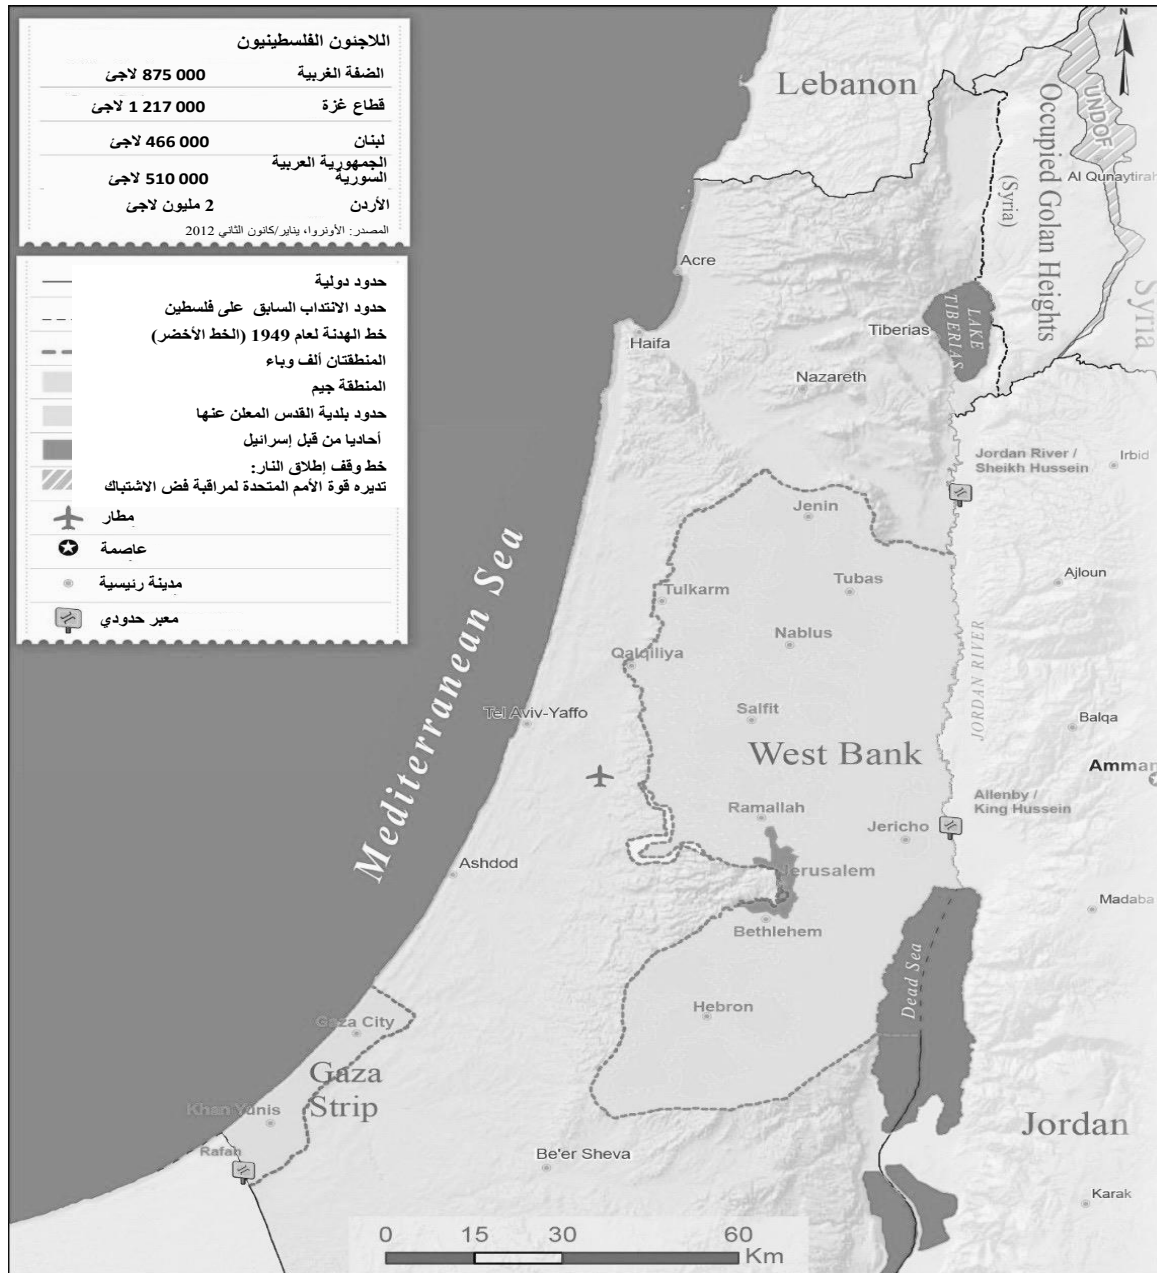 اللاجئون الفلسطينيون
الضفة الغربية 875 000 لاجئ
قطاع غزة 1 217 000 لاجئ
لبنان 466 000 لاجئ
الجمهورية العربية
السورية 510 000 لاجئ
الأردن 2 مليون لاجئ
المصدر: الأونروا، يناير/كانون الثاني 2012
حدود دولية
حدود الانتداب السابق على فلسطين
خط الهدنة لعام 1949 (الخط الأخضر)
المنطقتان ألف وباء
المنطقة جيم
حدود بلدية القدس المعلن عنها
أحاديا من قبل إسرائيل
خط وقف إطلاق النار:
تديره قوة الأمم المتحدة لمراقبة فض الاشتباك
مطار
عاصمة
مدينة رئيسية
معبر حدودي
N
Lebanon
UNDOF
Occupied Golan Heights
(Syria)
Al Qunaytirah
Syria
Acre
Haifa
Tiberias
LAKE
TIBERIAS
Nazareth
Jordan River /
Sheikh Hussein
Irbid
Jenin
Mediterranean Sea
Tulkarm
Tubas
Ajloun
Nablus
Qalqiliya
JORDAN RIVER
Tel Aviv-Yaffo
Salfit
Balqa
West Bank
Amman
Ramallah
Allenby /
King Hussein
Jericho
Ashdod
Jerusalem
Madaba
Bethlehem
Dead Sea
Hebron
Gaza City
Gaza
Strip
Khan Yunis
Rafah
Be'er Sheva
Jordan
Karak
0 15 30 60
Km